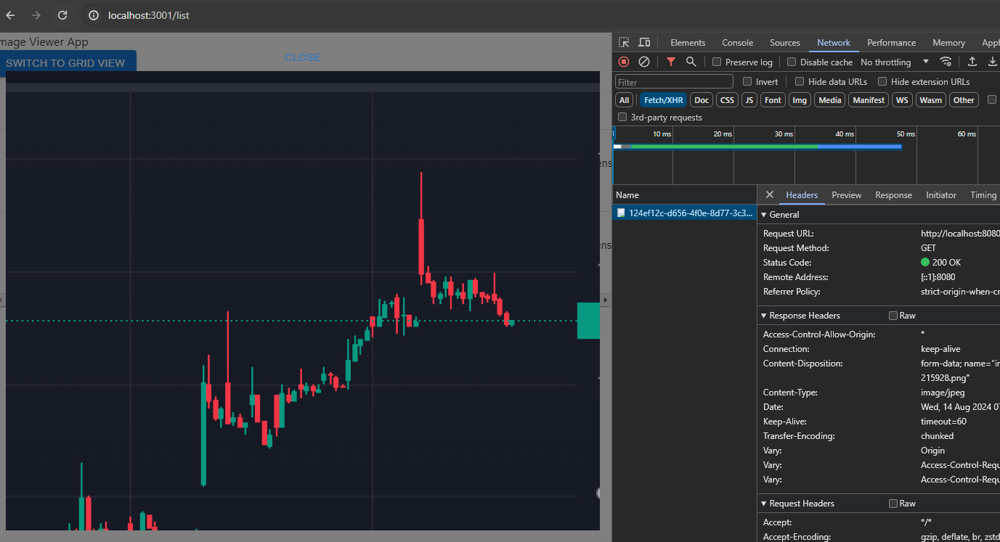 localhost:3001/list
mage Viewer App
CLOSE
SWITCH TO GRID VIEW
ens
ens
Elements Console Sources Network Performance Memory Appl
Preserve log Disable cache No throttling
Filter Invert Hide data URLs Hide extension URLs
All Fetch/XHR Doc CSS JS Font Img Media Manifest WS Wasm Other
3rd-party requests
10 ms 20 ms 30 ms 40 ms 50 ms 60 ms
Name
124ef12c-d656-4f0e-8d77-3c3...
Headers Preview Response Initiator Timing
General
Request URL: http://localhost:8080
Request Method: GET
Status Code: 200 OK
Remote Address: [::1]:8080
Referrer Policy: strict-origin-when-cr
Response Headers Raw
Access-Control-Allow-Origin: *
Connection: keep-alive
Content-Disposition: form-data; name="in
215928.png"
Content-Type: image/jpeg
Date: Wed, 14 Aug 2024 07
Keep-Alive: timeout=60
Transfer-Encoding: chunked
Vary: Origin
Vary: Access-Control-Requ
Vary: Access-Control-Requ
Request Headers Raw
Accept: */*
Accept-Encoding: gzip, deflate, br, zstd